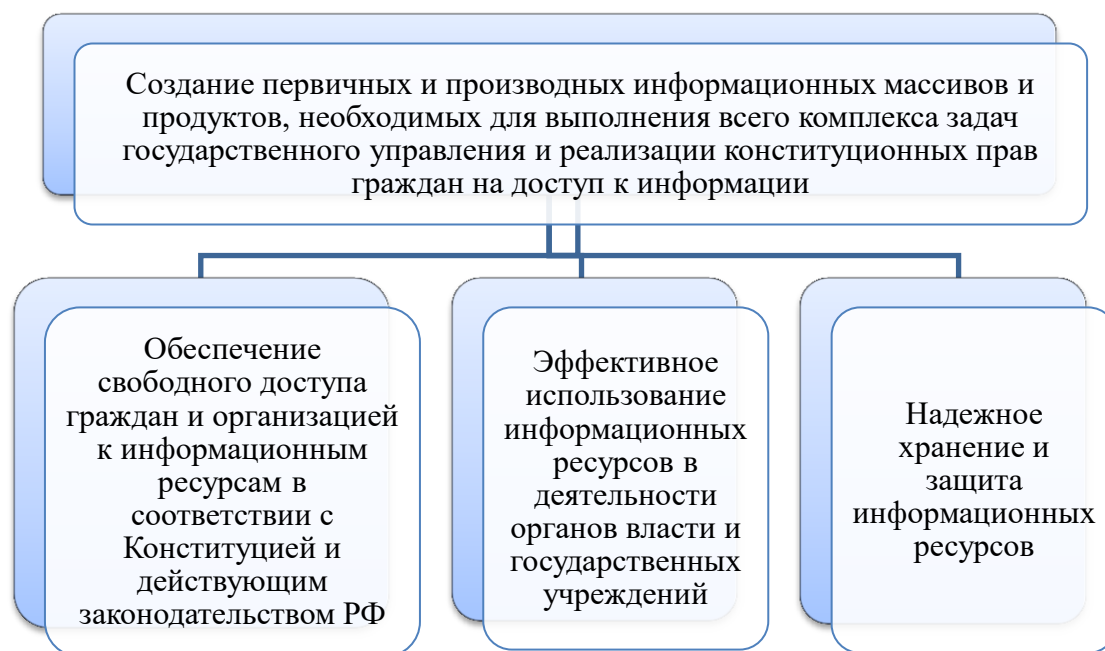 Создание первичных и производных информационных массивов и
продуктов, необходимых для выполнения всего комплекса задач
государственного управления и реализации конституционных прав
граждан на доступ к информации
Обеспечение
свободного доступа
граждан и организацией
к информационным
ресурсам в
соответствии с
Конституцией и
действующим
законодательством РФ
Эффективное
использование
информационных
ресурсов в
деятельности
органов власти и
государственных
учреждений
Надежное
хранение и
защита
информационных
ресурсов